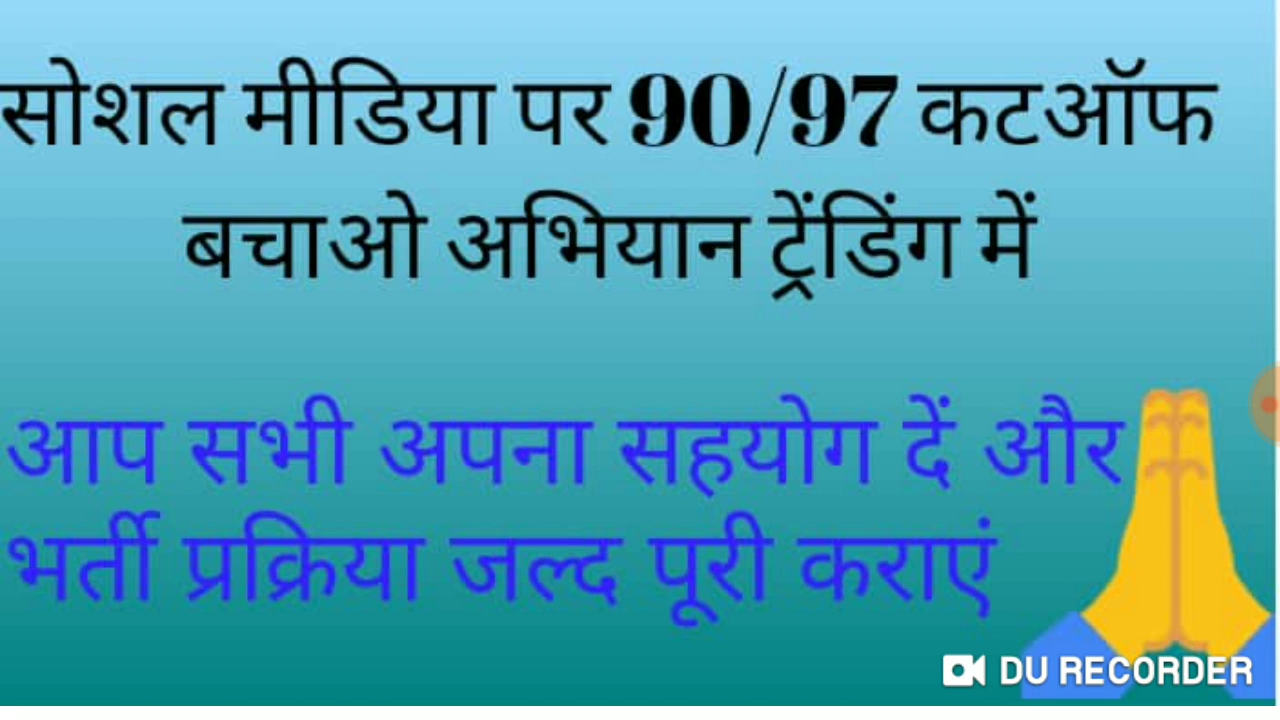 सोशल मीडिया पर 90/97 कटऑफ
बचाओ अभियान ट्रेंडिंग में
आप सभी अपना सहयोग दें और
भर्ती प्रक्रिया जल्द पूरी कराएं
DU RECORDER